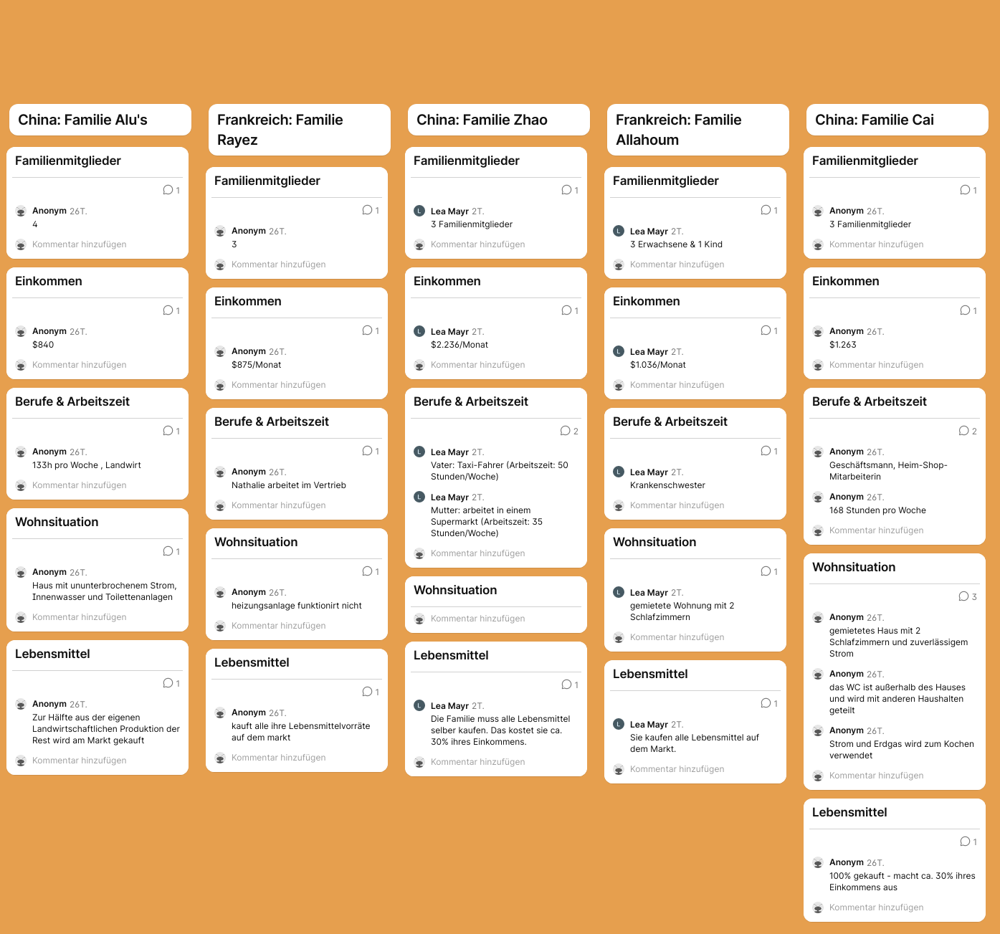 China: Familie Alu's
Familienmitglieder
1
Anonym 26T.
4
Kommentar hinzufügen
Einkommen
1
Anonym 26T.
$840
Kommentar hinzufügen
Berufe & Arbeitszeit
1
Anonym 26T.
133h pro Woche , Landwirt
Kommentar hinzufügen
Wohnsituation
1
Anonym 26T.
Haus mit ununterbrochenem Strom,
Innenwasser und Toilettenanlagen
Kommentar hinzufügen
Lebensmittel
1
Anonym 26T.
Zur Hälfte aus der eigenen
Landwirtschaftlichen Produktion der
Rest wird am Markt gekauft
Kommentar hinzufügen
Frankreich: Familie
Rayez
Familienmitglieder
1
Anonym 26T.
3
Kommentar hinzufügen
Einkommen
1
Anonym 26T.
$875/Monat
Kommentar hinzufügen
Berufe & Arbeitszeit
1
Anonym 26T.
Nathalie arbeitet im Vertrieb
Kommentar hinzufügen
Wohnsituation
1
Anonym 26T.
heizungsanlage funktionirt nicht
Kommentar hinzufügen
Lebensmittel
1
Anonym 26T.
kauft alle ihre Lebensmittelvorräte
auf dem markt
Kommentar hinzufügen
China: Familie Zhao
Familienmitglieder
1
L Lea Mayr 2T.
3 Familienmitglieder
Kommentar hinzufügen
Einkommen
1
L Lea Mayr 2T.
$2.236/Monat
Kommentar hinzufügen
Berufe & Arbeitszeit
2
L Lea Mayr 2T.
Vater: Taxi-Fahrer (Arbeitszeit: 50
Stunden/Woche)
L Lea Mayr 2T.
Mutter: arbeitet in einem
Supermarkt (Arbeitszeit: 35
Stunden/Woche)
Kommentar hinzufügen
Wohnsituation
Kommentar hinzufügen
Lebensmittel
1
L Lea Mayr 2T.
Die Familie muss alle Lebensmittel
selber kaufen. Das kostet sie ca.
30% ihres Einkommens.
Kommentar hinzufügen
Frankreich: Familie
Allahoum
Familienmitglieder
1
L Lea Mayr 2T.
3 Erwachsene & 1 Kind
Kommentar hinzufügen
Einkommen
1
L Lea Mayr 2T.
$1.036/Monat
Kommentar hinzufügen
Berufe & Arbeitszeit
1
L Lea Mayr 2T.
Krankenschwester
Kommentar hinzufügen
Wohnsituation
1
L Lea Mayr 2T.
gemietete Wohnung mit 2
Schlafzimmern
Kommentar hinzufügen
Lebensmittel
1
L Lea Mayr 2T.
Sie kaufen alle Lebensmittel auf
dem Markt.
Kommentar hinzufügen
China: Familie Cai
Familienmitglieder
1
Anonym 26T.
3 Familienmitglieder
Kommentar hinzufügen
Einkommen
1
Anonym 26T.
$1.263
Kommentar hinzufügen
Berufe & Arbeitszeit
2
Anonym 26T.
Geschäftsmann, Heim-Shop-
Mitarbeiterin
Anonym 26T.
168 Stunden pro Woche
Kommentar hinzufügen
Wohnsituation
3
Anonym 26T.
gemietetes Haus mit 2
Schlafzimmern und zuverlässigem
Strom
Anonym 26T.
das WC ist außerhalb des Hauses
und wird mit anderen Haushalten
geteilt
Anonym 26T.
Strom und Erdgas wird zum Kochen
verwendet
Kommentar hinzufügen
Lebensmittel
1
Anonym 26T.
100% gekauft - macht ca. 30% ihres
Einkommens aus
Kommentar hinzufügen